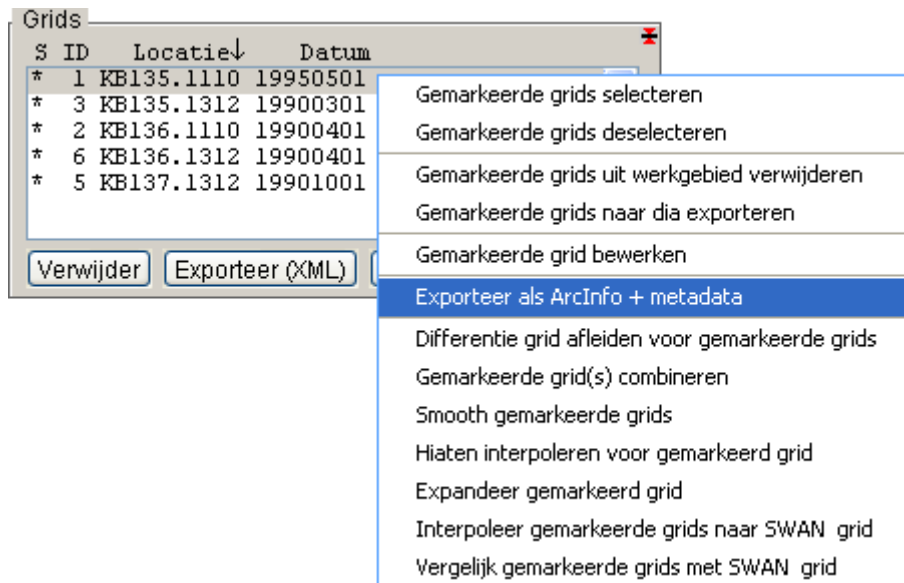 Grids
S ID Locatie↓ Datum
* 1 KB135.1110 19950501
* 3 KB135.1312 19900301
* 2 KB136.1110 19900401
* 6 KB136.1312 19900401
* 5 KB137.1312 19901001
Verwijder Exporteer (XML)
Gemarkeerde grids selecteren
Gemarkeerde grids deselecteren
Gemarkeerde grids uit werkgebied verwijderen
Gemarkeerde grids naar dia exporteren
Gemarkeerde grid bewerken
Exporteer als ArcInfo + metadata
Differentie grid afleiden voor gemarkeerde grids
Gemarkeerde grid(s) combineren
Smooth gemarkeerde grids
Hiaten interpoleren voor gemarkeerd grid
Expandeer gemarkeerd grid
Interpoleer gemarkeerde grids naar SWAN grid
Vergelijk gemarkeerde grids met SWAN grid